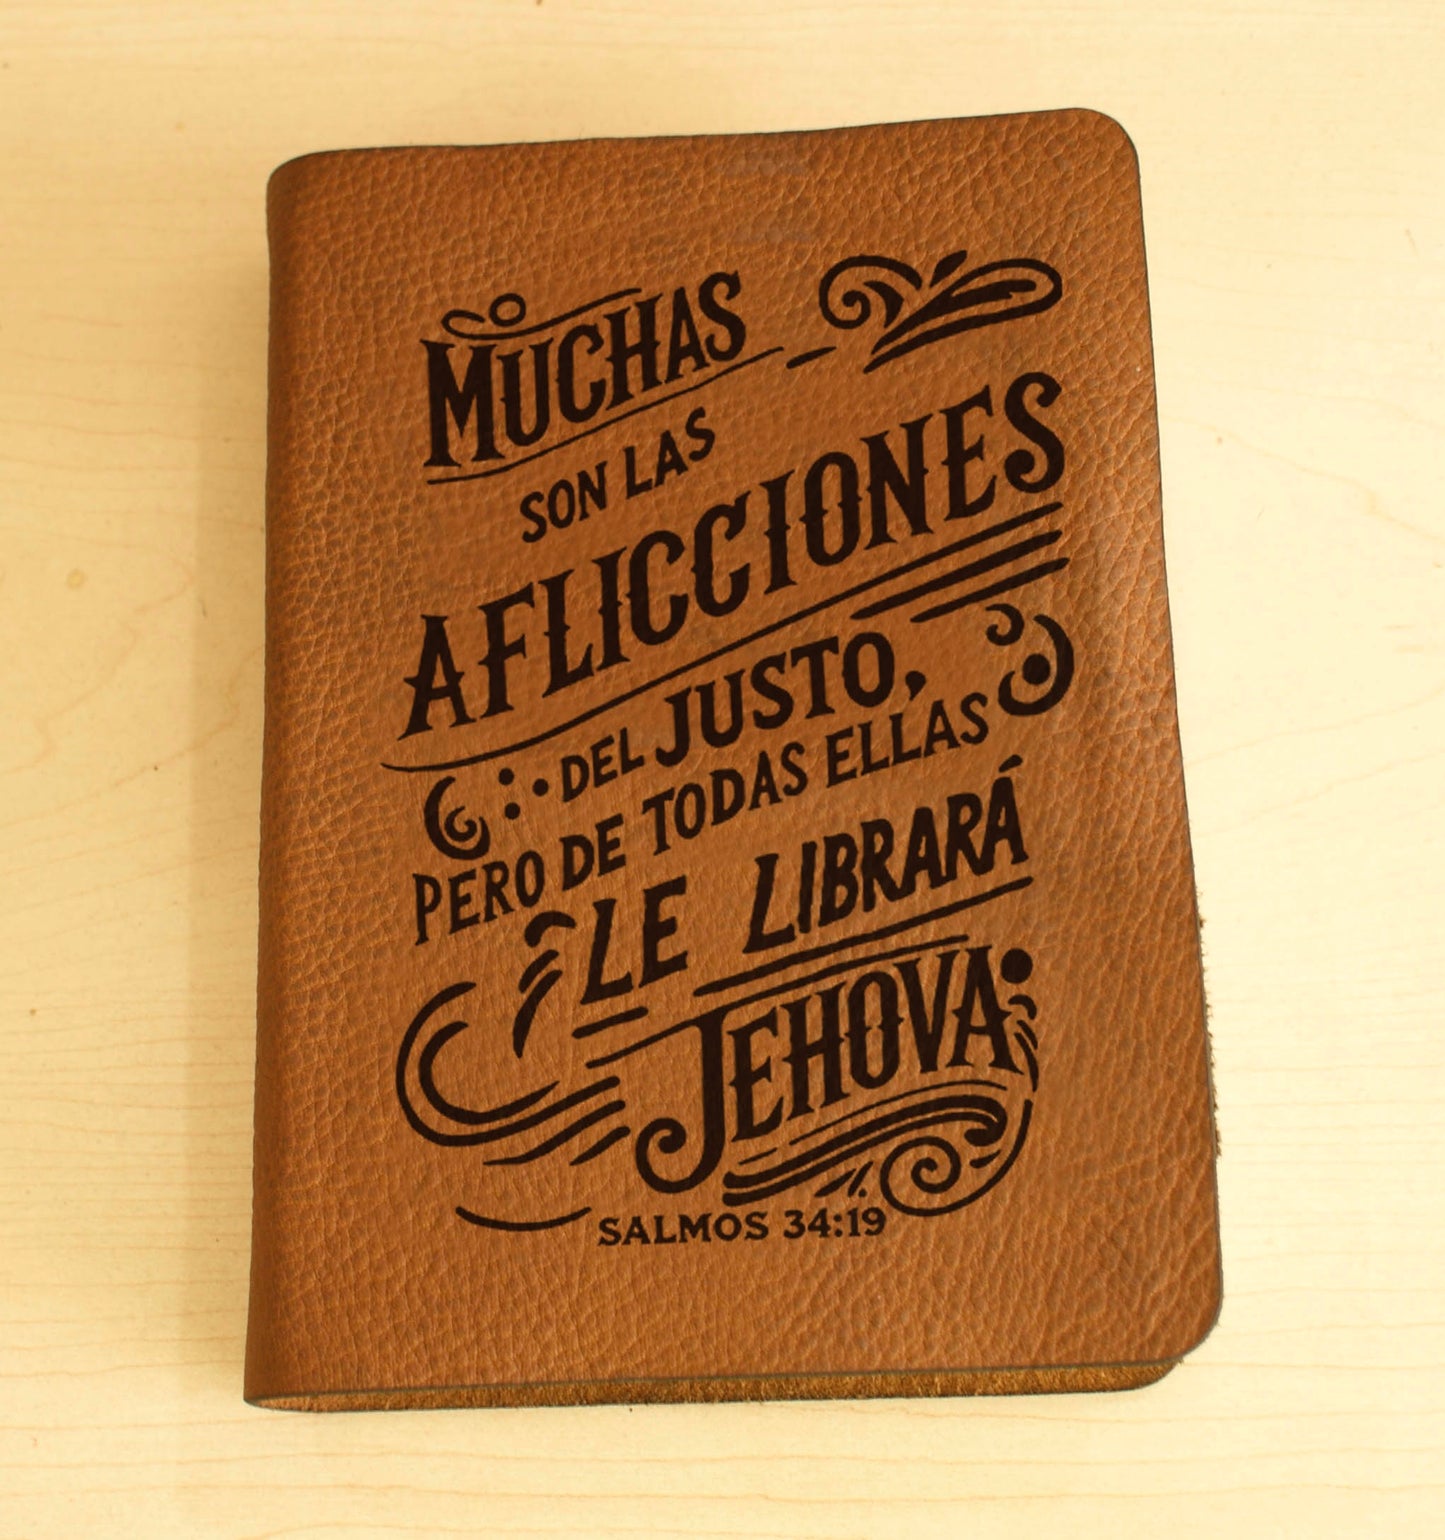 MUCHAS
SON LAS
AFLICCIONES
DEL JUSTO,
PERO DE TODAS ELLAS
LE LIBRARÁ
JEHOVA
SALMOS 34:19